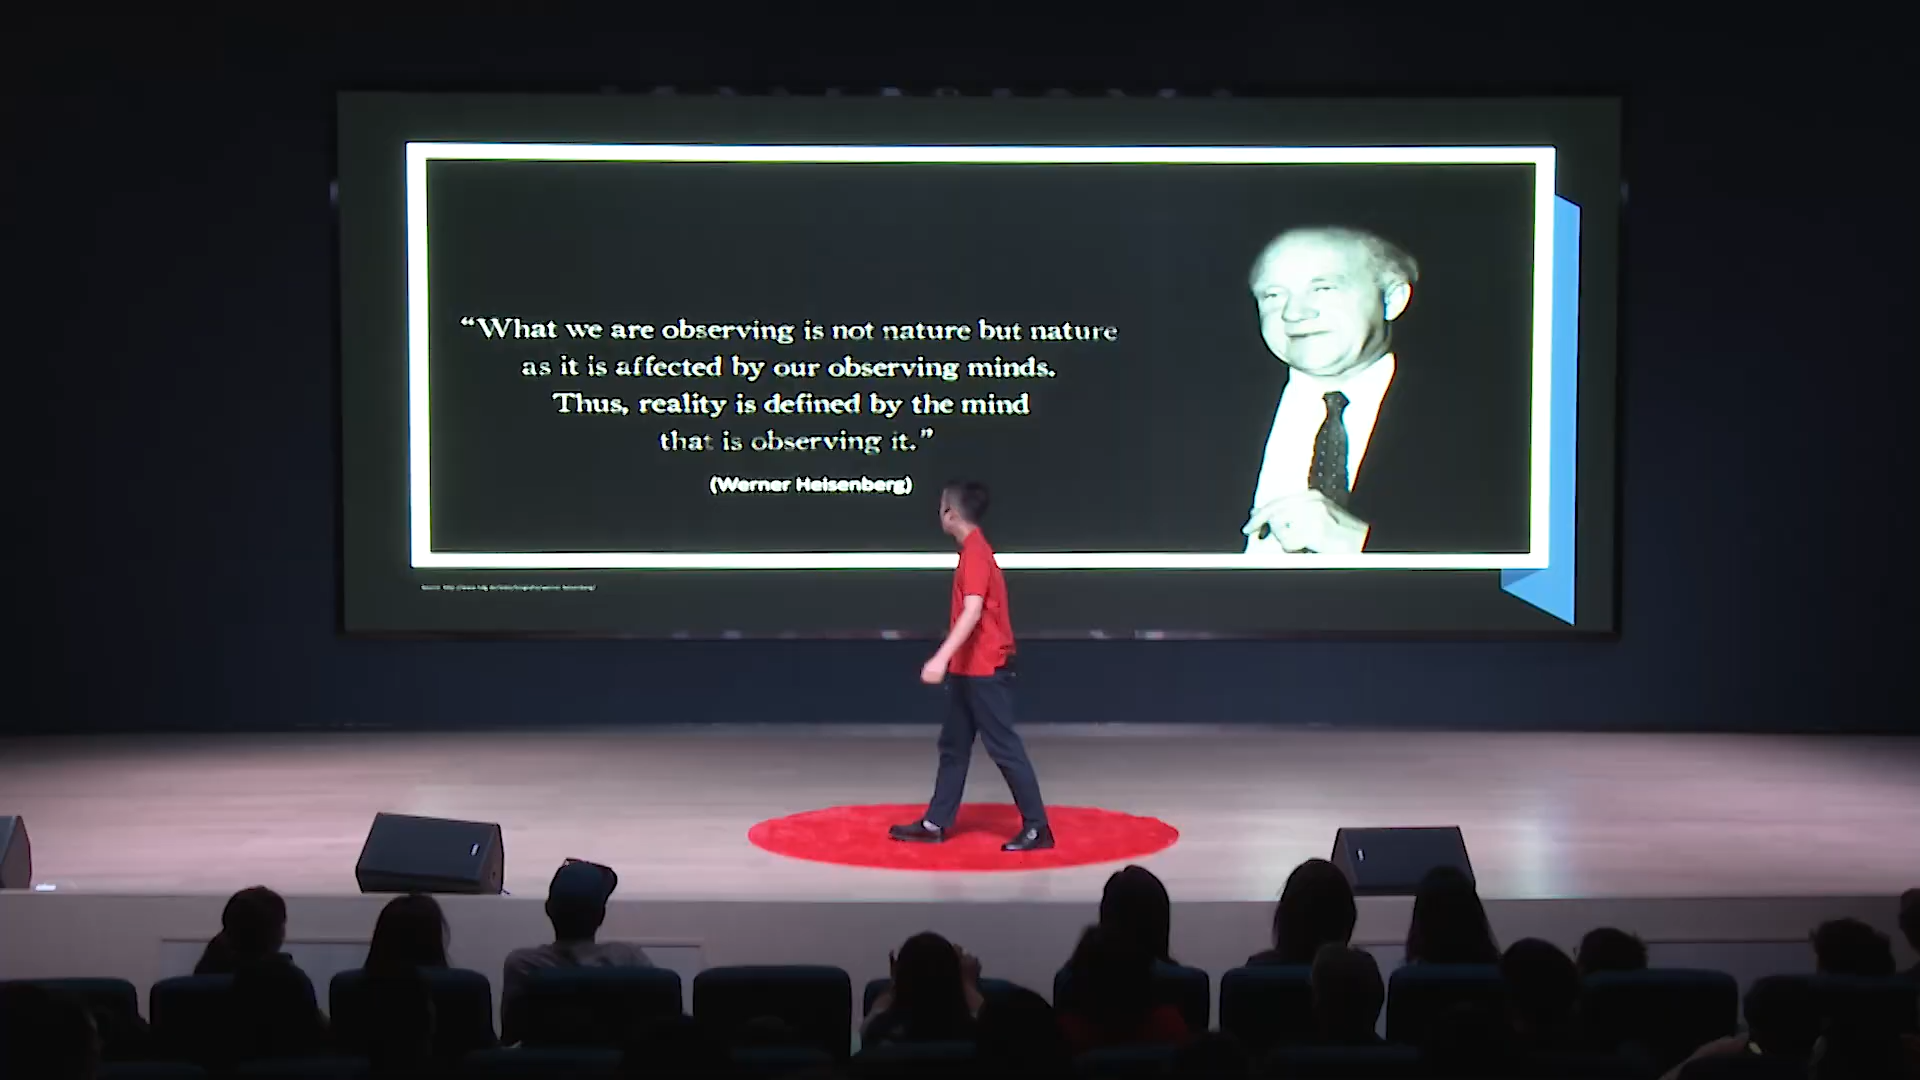 “What we are observing is not nature but nature
as it is affected by our observing minds.
Thus, reality is defined by the mind
that is observing it.”
(Werner Heisenberg)